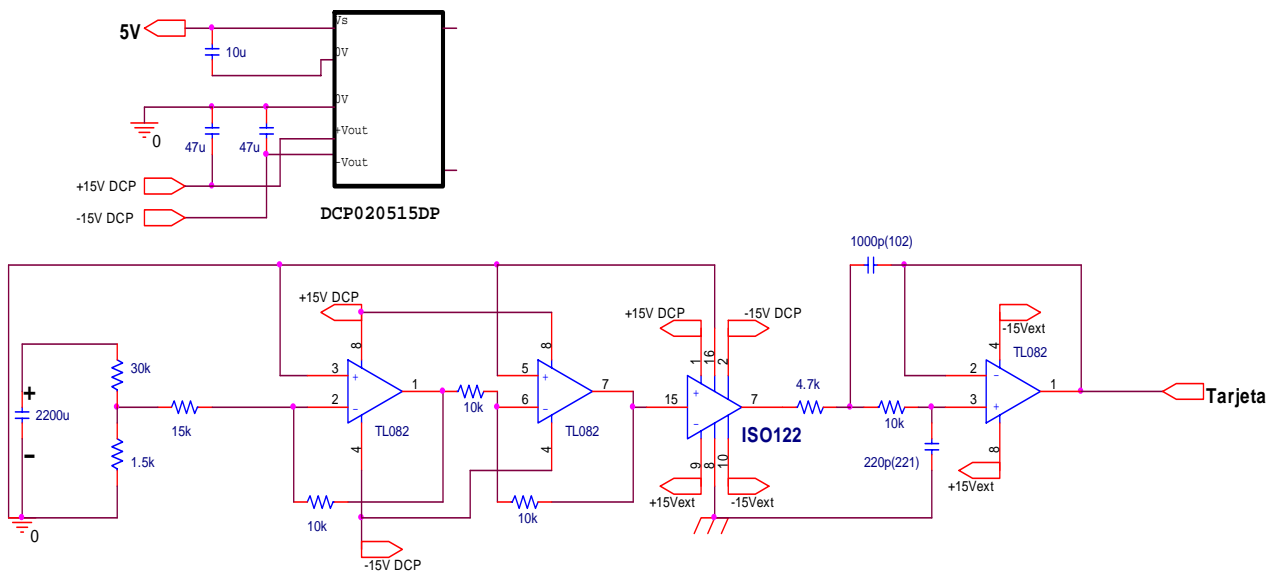 5V
10u
Vs
0V
0V
+Vout
-Vout
0
47u
47u
+15V DCP
-15V DCP
DCP020515DP
1000p(102)
+15V DCP
+15V DCP
-15V DCP
-15Vext
8
8
1
16
2
4
TL082
30k
3
+
1
5
+
7
4.7k
2
-
1
Tarjeta
+
2200u
-
15k
2
-
10k
6
-
15
+
-
7
10k
3
+
TL082
TL082
ISO122
1.5k
4
4
9
8
10
8
220p(221)
+15Vext
-15Vext
+15Vext
10k
10k
0
-15V DCP